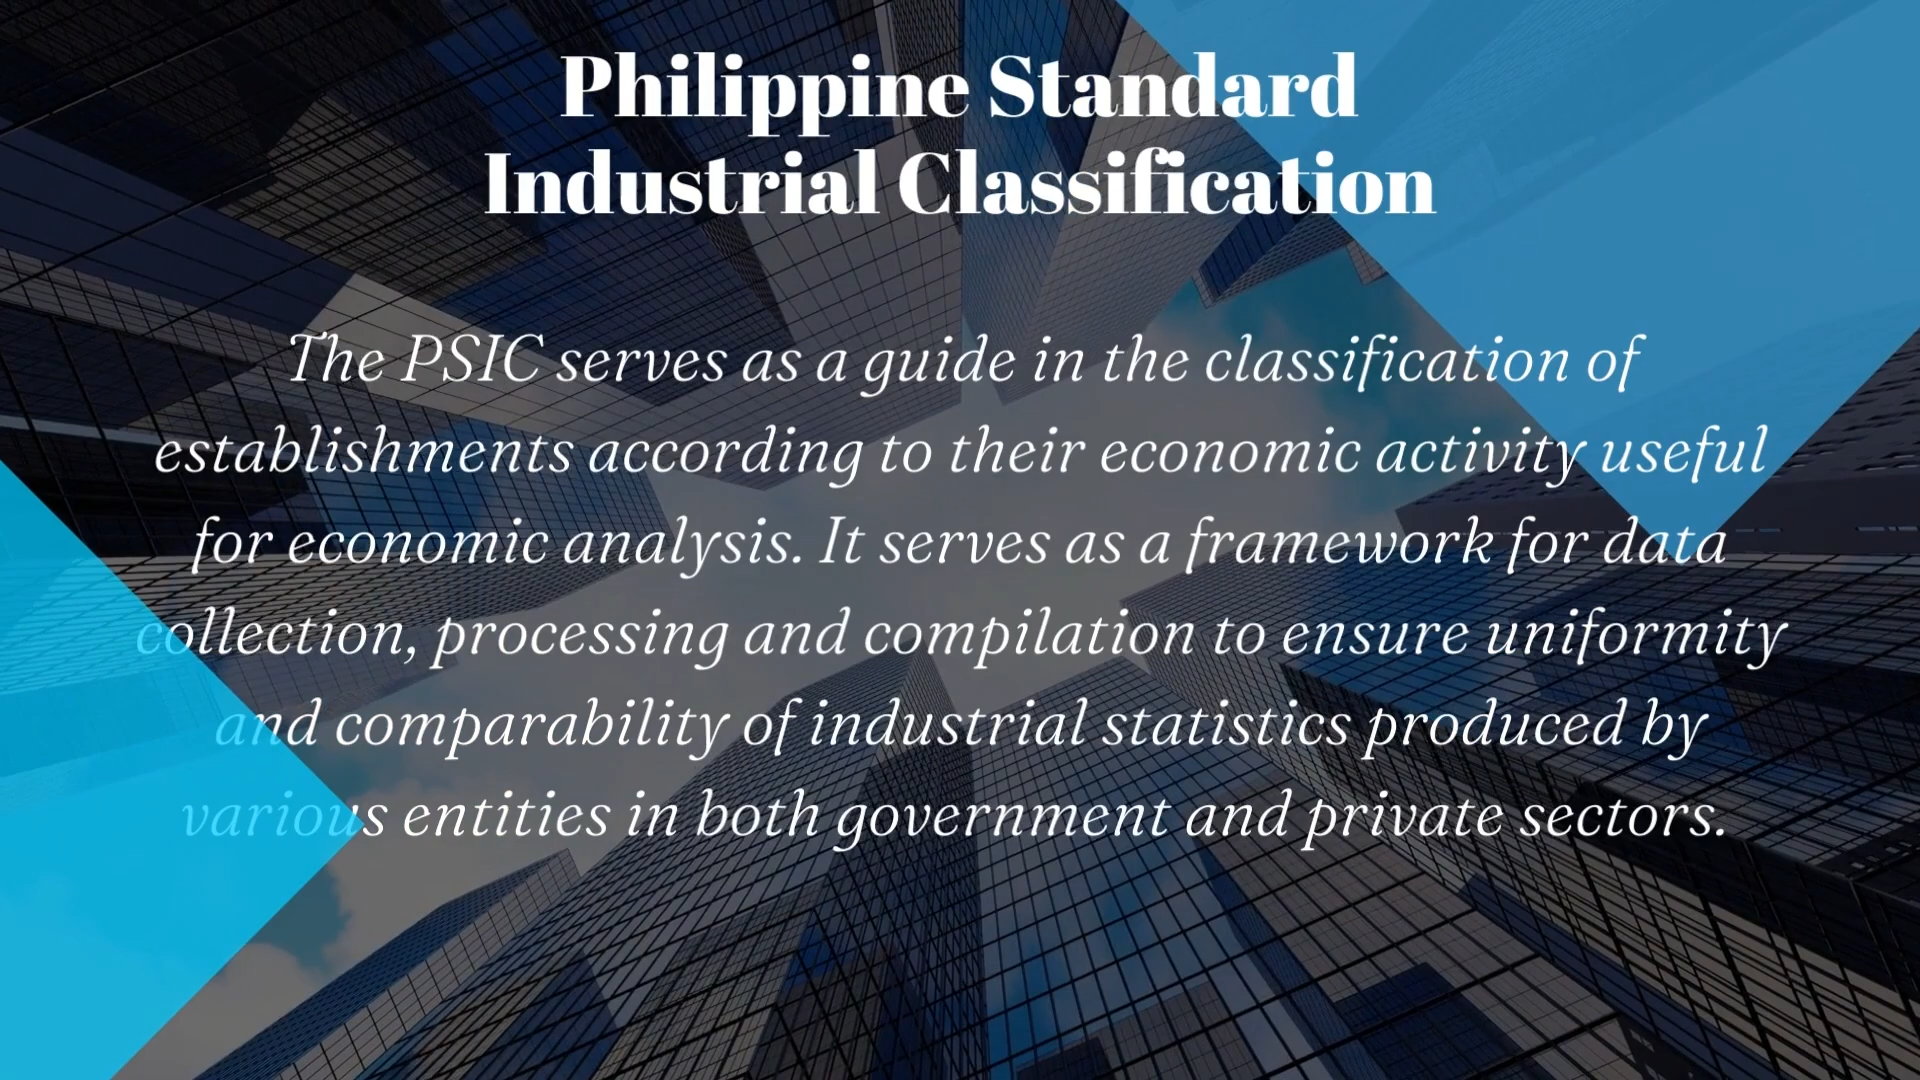 Philippine Standard
Industrial Classification
The PSIC serves as a guide in the classification of
establishments according to their economic activity useful
for economic analysis. It serves as a framework for data
collection, processing and compilation to ensure uniformity
and comparability of industrial statistics produced by
various entities in both government and private sectors.